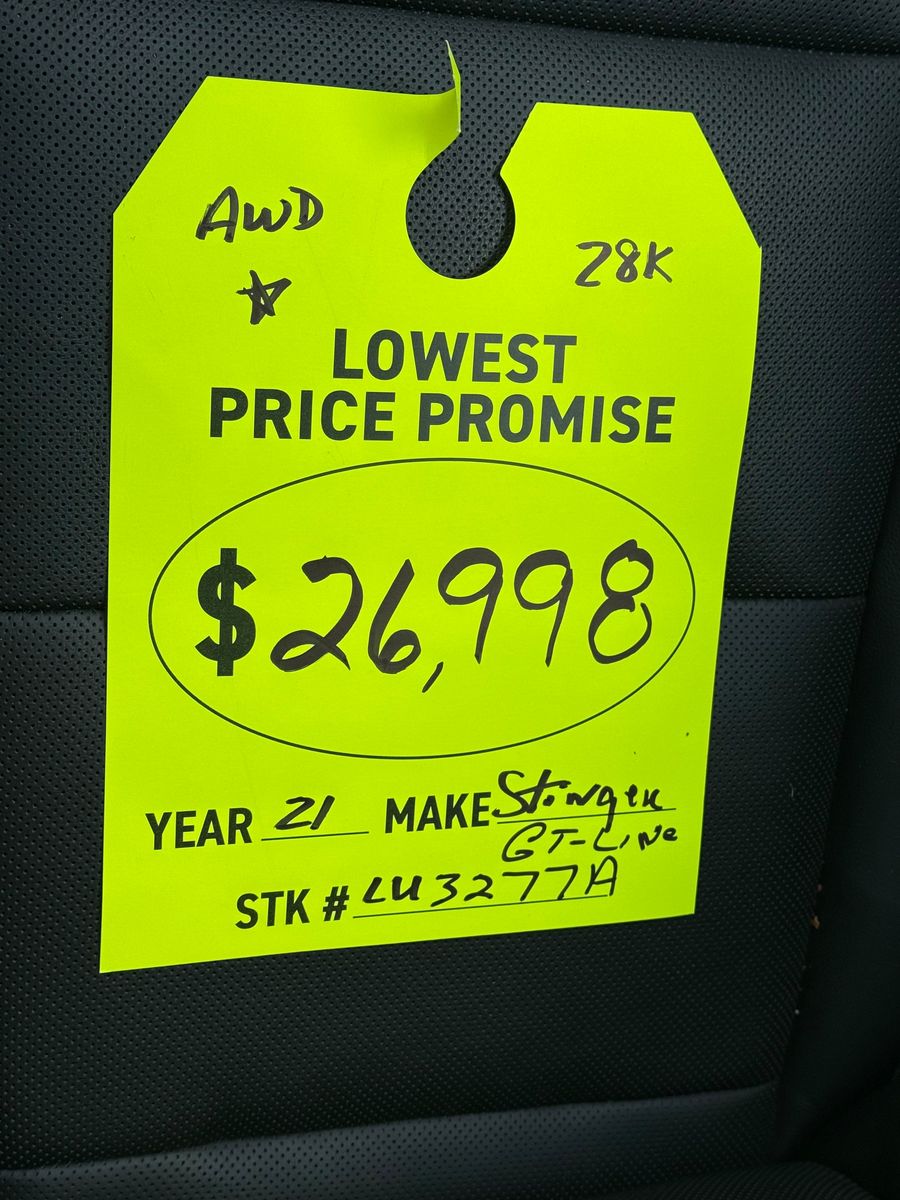 AWD
28K
LOWEST
PRICE PROMISE
$26,998
YEAR 21 MAKE Stinger
GT-LiNe
STK # LU3277A